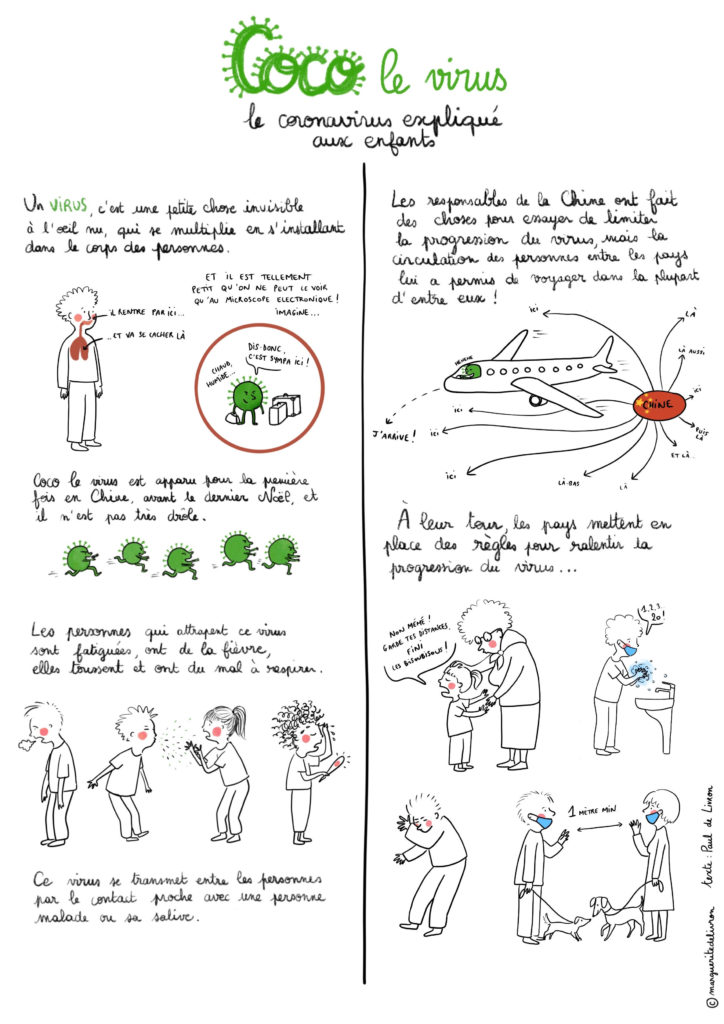 Coco le virus
le coronavirus expliqué
aux enfants
Un VIRUS, c'est une petite chose invisible
à l'oeil nu, qui se multiplie en s'installant
dans le corps des personnes.
ET IL EST TELLEMENT
PETIT QU'ON NE PEUT LE VOIR
QU'AU MICROSCOPE ELECTRONIQUE !
IMAGINE...
IL RENTRE PAR ICI...
..ET VA SE CACHER LÀ
DIS-DONC,
C'EST SYMPA ICI !
CHAUD,
HUMIDE...
Coco le virus est apparu pour la première
fois en Chine, avant le dernier Noël, et
il n'est pas très drôle.
Les personnes qui attrapent ce virus
sont fatiguées, ont de la fièvre,
elles toussent et ont du mal à respirer.
Ce virus se transmet entre les personnes
par le contact proche avec une personne
malade ou sa salive.
Les responsables de la Chine ont fait
des choses pour essayer de limiter
la progression du virus, mais la
circulation des personnes entre les pays
lui a permis de voyager dans la plupart
d'entre eux !
ici
LÀ
LÀ AUSSI
HEHEHE
ici
CHINE
ici
J'ARRIVE !
ici
PUIS
LÀ
ET LÀ..
ici
LÀ-BAS
LÀ
À leur tour, les pays mettent en
place des règles pour ralentir la
progression du virus...
NON MÉMÉ !
GARDE TES DISTANCES.
FINI
LES BISOUBISOUS !
1,2,3..
20 !
1 MÈTRE MIN
© margueritedelivron texte : Paul de Livron